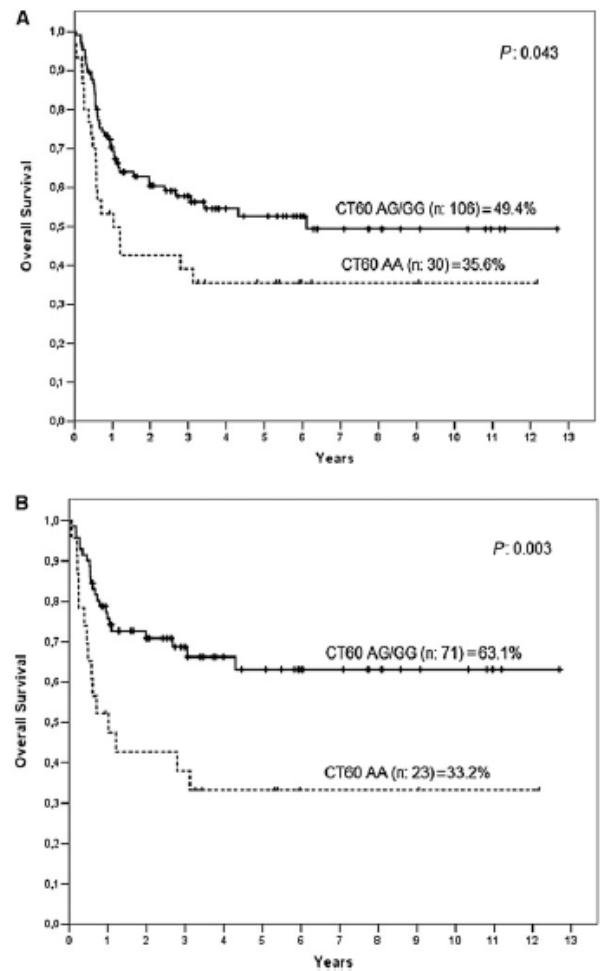 A
P: 0.043
1,0
0,9
0,8
0,7
0,6
0,5
0,4
0,3
0,2
0,1
0,0
Overall Survival
CT60 AG/GG (n: 106)=49.4%
CT60 AA (n: 30)=35.6%
0 1 2 3 4 5 6 7 8 9 10 11 12 13
Years
B
P: 0.003
1,0
0,9
0,8
0,7
0,6
0,5
0,4
0,3
0,2
0,1
0,0
Overall Survival
CT60 AG/GG (n: 71)=63.1%
CT60 AA (n: 23)=33.2%
0 1 2 3 4 5 6 7 8 9 10 11 12 13
Years